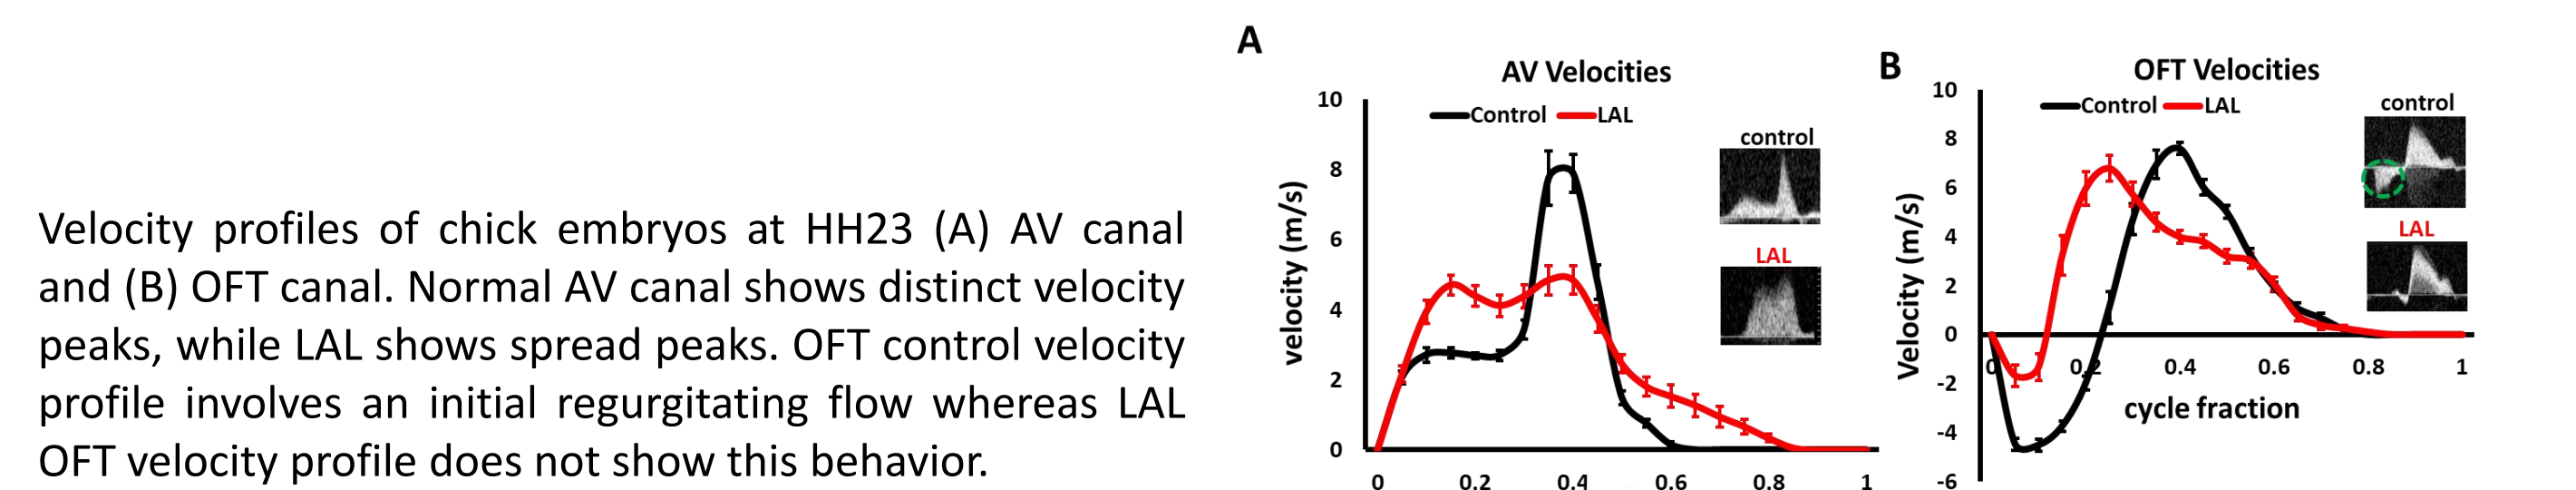 Velocity profiles of chick embryos at HH23 (A) AV canal
and (B) OFT canal. Normal AV canal shows distinct velocity
peaks, while LAL shows spread peaks. OFT control velocity
profile involves an initial regurgitating flow whereas LAL
OFT velocity profile does not show this behavior.
A
AV Velocities
Control LAL
velocity (m/s)
10
8
6
4
2
0
0 0.2 0.4 0.6 0.8 1
control
LAL
B
OFT Velocities
Control LAL
Velocity (m/s)
10
8
6
4
2
0
-2
-4
-6
0 0.2 0.4 0.6 0.8 1
cycle fraction
control
LAL